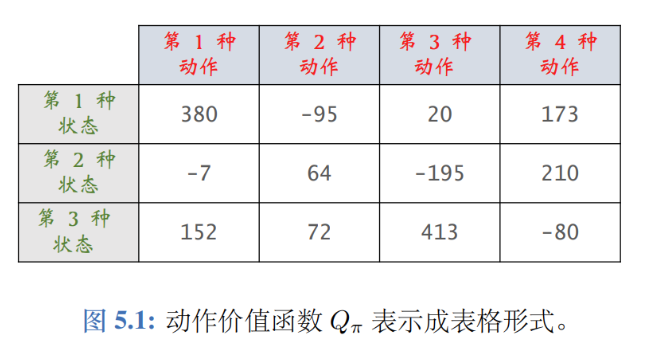 第 1 种 第 2 种 第 3 种 第 4 种
动作 动作 动作 动作
第 1 种
状态 380 -95 20 173
第 2 种
状态 -7 64 -195 210
第 3 种
状态 152 72 413 -80
图 5.1: 动作价值函数 Qπ 表示成表格形式。